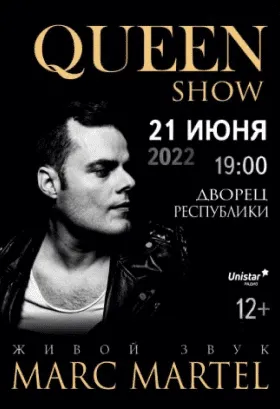 QUEEN
SHOW
21 ИЮНЯ
2022 19:00
ДВОРЕЦ
РЕСПУБЛИКИ
Unistar
РАДИО
12+
ЖИВОЙ ЗВУК
MARC MARTEL